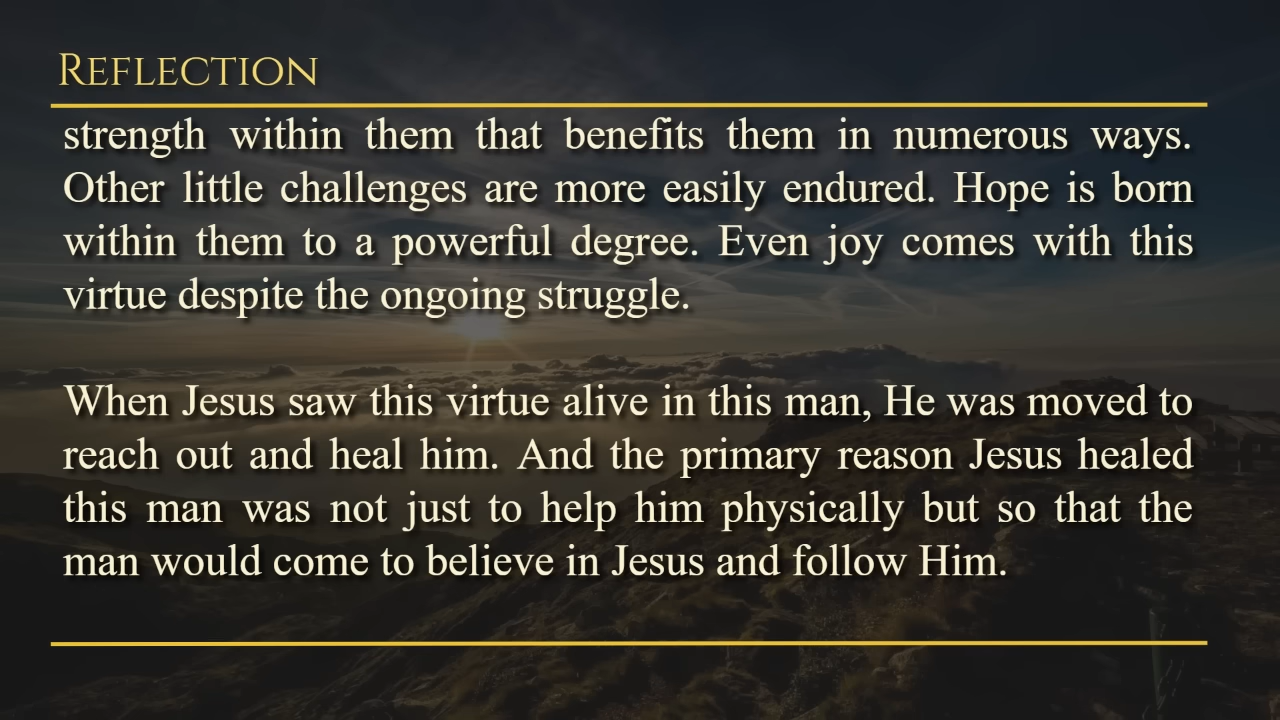 Reflection
strength within them that benefits them in numerous ways.
Other little challenges are more easily endured. Hope is born
within them to a powerful degree. Even joy comes with this
virtue despite the ongoing struggle.
When Jesus saw this virtue alive in this man, He was moved to
reach out and heal him. And the primary reason Jesus healed
this man was not just to help him physically but so that the
man would come to believe in Jesus and follow Him.